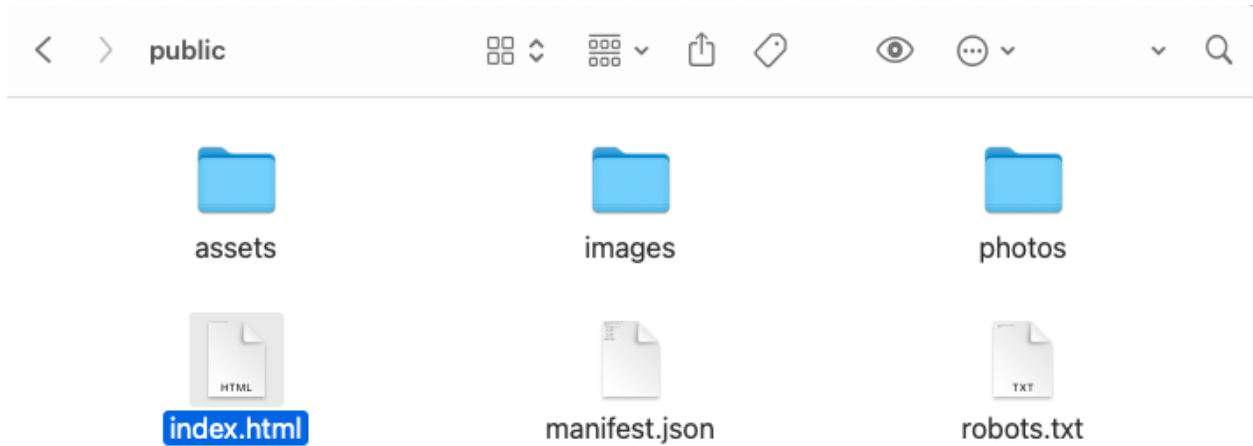 public
assets
images
photos
HTML
TXT
index.html
manifest.json
robots.txt